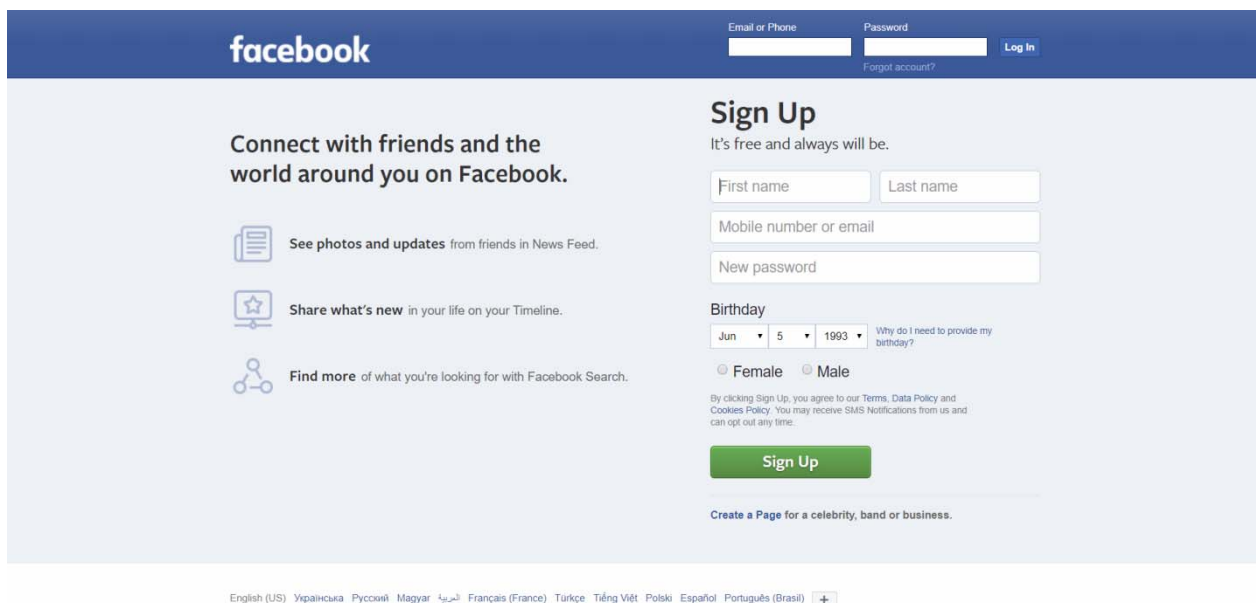 facebook
Email or Phone
Password
Log In
Forgot account?
Connect with friends and the
world around you on Facebook.
See photos and updates from friends in News Feed.
Share what's new in your life on your Timeline.
Find more of what you're looking for with Facebook Search.
Sign Up
It's free and always will be.
First name
Last name
Mobile number or email
New password
Birthday
Jun 5 1993
Why do I need to provide my
birthday?
Female Male
By clicking Sign Up, you agree to our Terms, Data Policy and
Cookies Policy. You may receive SMS Notifications from us and
can opt out any time.
Sign Up
Create a Page for a celebrity, band or business.
English (US) Українська Русский Magyar العربية Français (France) Türkçe Tiếng Việt Polski Español Português (Brasil) +